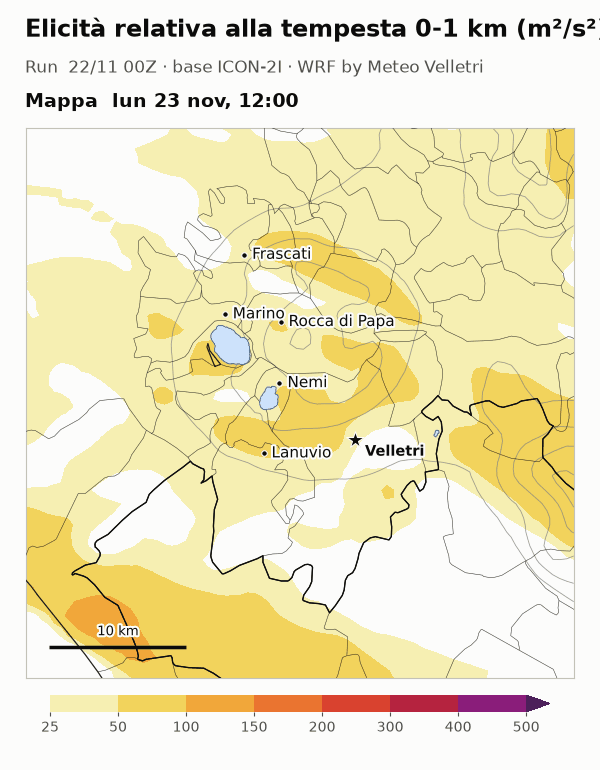 Elicità relativa alla tempesta 0-1 km (m²/s²)
Run 22/11 00Z · base ICON-2I · WRF by Meteo Velletri
Mappa lun 23 nov, 12:00
Frascati
Marino
Rocca di Papa
Nemi
Lanuvio
Velletri
10 km
25 50 100 150 200 300 400 500